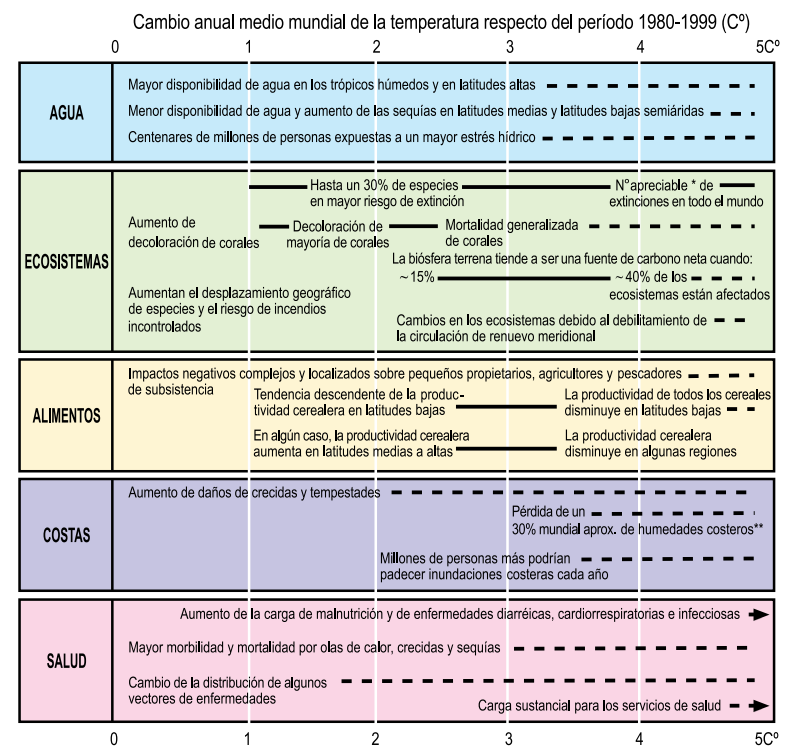 Cambio anual medio mundial de la temperatura respecto del período 1980-1999 (Cº)
0 1 2 3 4 5Cº
AGUA
Mayor disponibilidad de agua en los trópicos húmedos y en latitudes altas
Menor disponibilidad de agua y aumento de las sequías en latitudes medias y latitudes bajas semiáridas
Centenares de millones de personas expuestas a un mayor estrés hídrico
ECOSISTEMAS
Hasta un 30% de especies
en mayor riesgo de extinción
N° apreciable * de
extinciones en todo el mundo
Aumento de
decoloración de corales
Decoloración de
mayoría de corales
Mortalidad generalizada
de corales
La biósfera terrena tiende a ser una fuente de carbono neta cuando:
~15%
~40% de los
ecosistemas están afectados
Aumentan el desplazamiento geográfico
de especies y el riesgo de incendios
incontrolados
Cambios en los ecosistemas debido al debilitamiento de
la circulación de renuevo meridional
ALIMENTOS
Impactos negativos complejos y localizados sobre pequeños propietarios, agricultores y pescadores
de subsistencia
Tendencia descendente de la produc-
tividad cerealera en latitudes bajas
La productividad de todos los cereales
disminuye en latitudes bajas
En algún caso, la productividad cerealera
aumenta en latitudes medias a altas
La productividad cerealera
disminuye en algunas regiones
COSTAS
Aumento de daños de crecidas y tempestades
Pérdida de un
30% mundial aprox. de humedades costeros**
Millones de personas más podrían
padecer inundaciones costeras cada año
SALUD
Aumento de la carga de malnutrición y de enfermedades diarréicas, cardiorrespiratorias e infecciosas
Mayor morbilidad y mortalidad por olas de calor, crecidas y sequías
Cambio de la distribución de algunos
vectores de enfermedades
Carga sustancial para los servicios de salud
0 1 2 3 4 5Cº